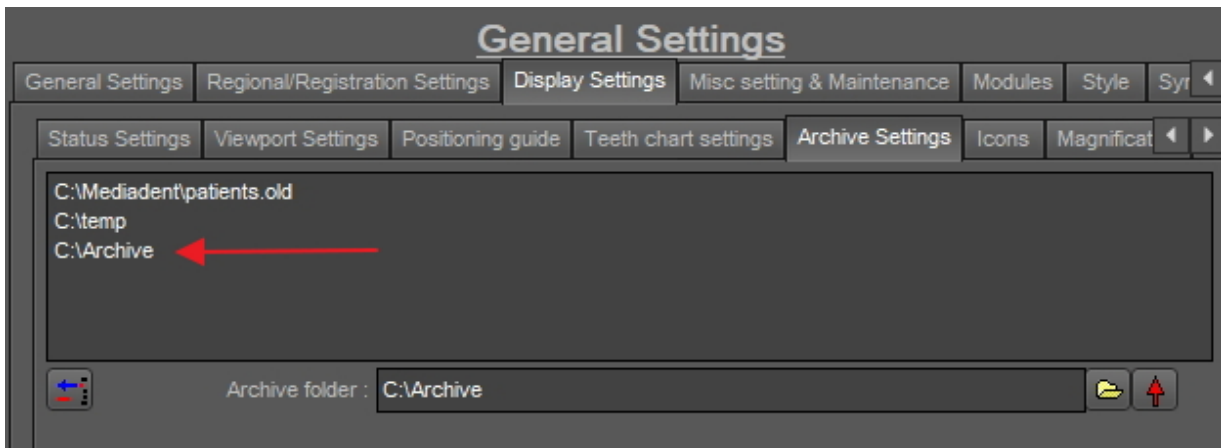 General Settings
General Settings Regional/Registration Settings Display Settings Misc setting & Maintenance Modules Style
Status Settings Viewport Settings Positioning guide Teeth chart settings Archive Settings Icons Magnificat
C:\Mediadent\patients.old
C:\temp
C:\Archive
Archive folder : C:\Archive